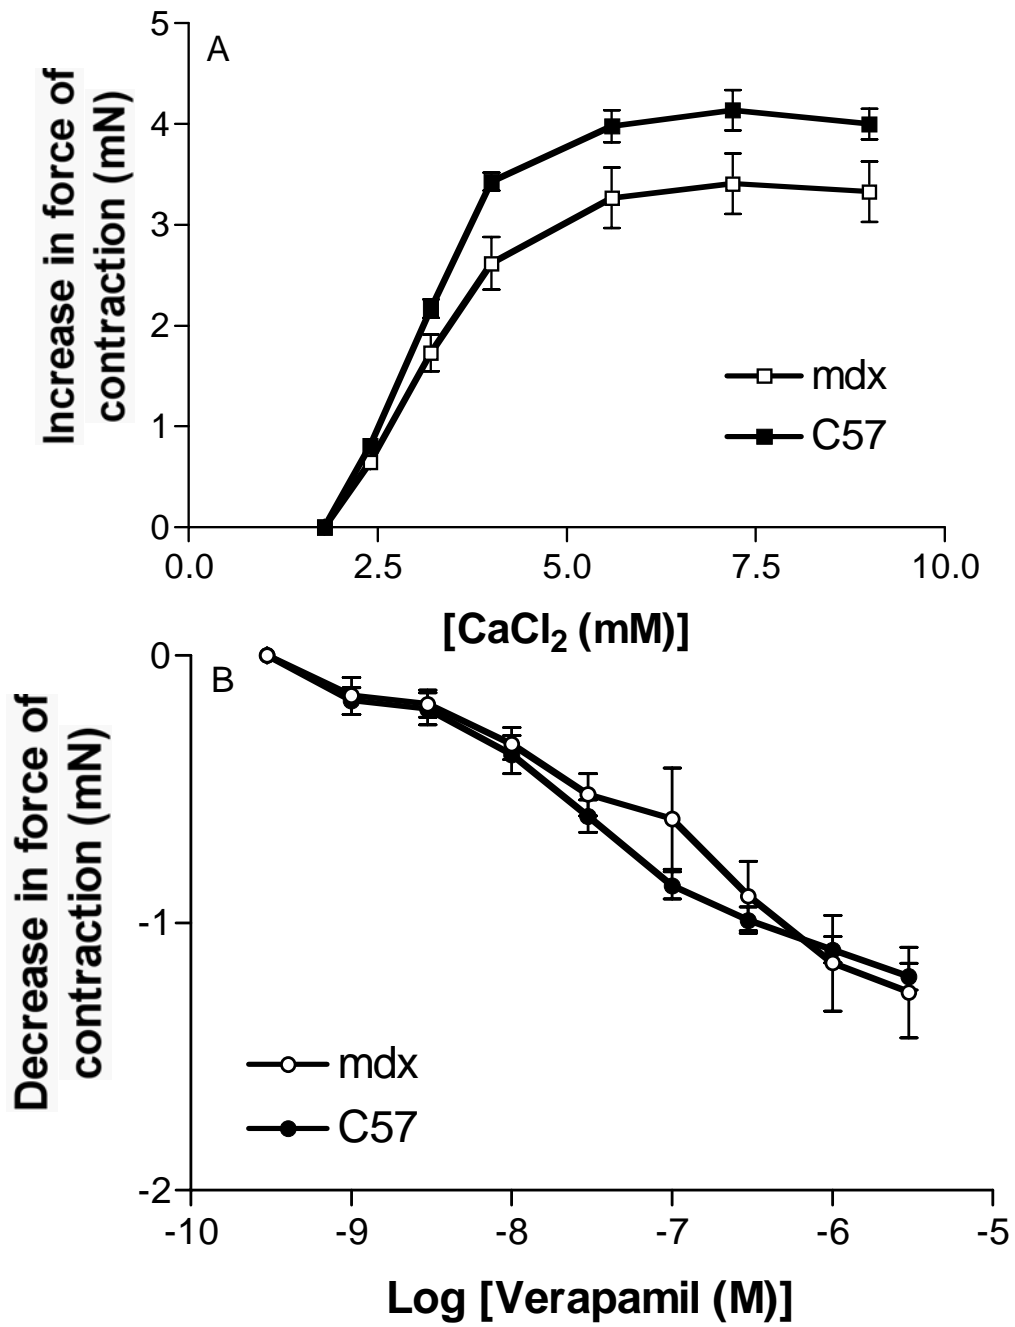 A
Increase in force of
contraction (mN)
5
4
3
2
1
0
mdx
C57
0.0 2.5 5.0 7.5 10.0
[CaCl₂ (mM)]
B
Decrease in force of
contraction (mN)
0
-1
-2
mdx
C57
-10 -9 -8 -7 -6 -5
Log [Verapamil (M)]